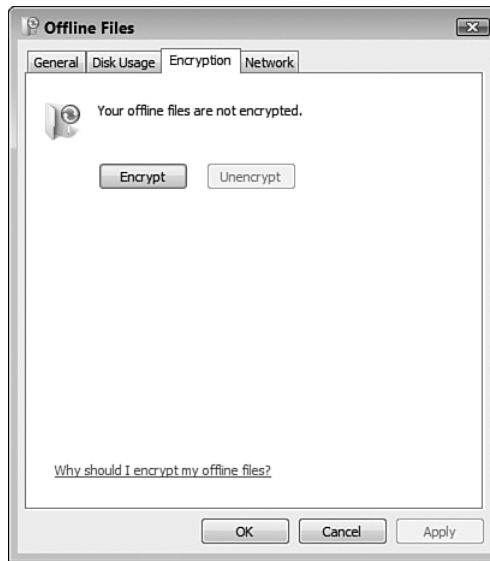 Offline Files
General Disk Usage Encryption Network
Your offline files are not encrypted.
Encrypt Unencrypt
Why should I encrypt my offline files?
OK Cancel Apply